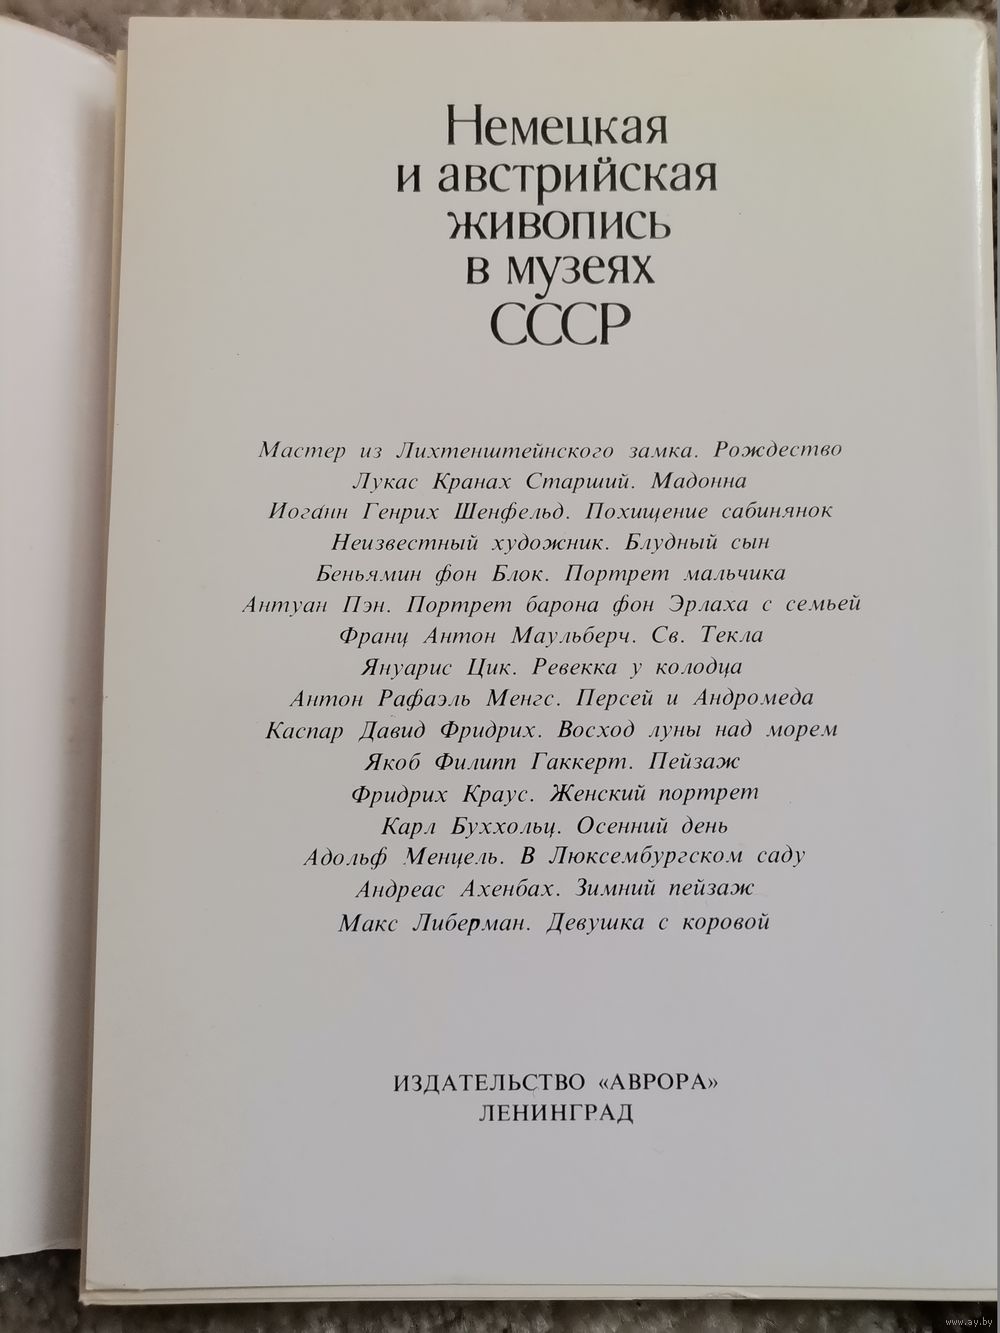 Немецкая
и австрийская
живопись
в музеях
СССР
Мастер из Лихтенштейнского замка. Рождество
Лукас Кранах Старший. Мадонна
Иоганн Генрих Шенфельд. Похищение сабинянок
Неизвестный художник. Блудный сын
Беньямин фон Блок. Портрет мальчика
Антуан Пэн. Портрет барона фон Эрлаха с семьей
Франц Антон Маульберч. Св. Текла
Януарис Цик. Ревекка у колодца
Антон Рафаэль Менгс. Персей и Андромеда
Каспар Давид Фридрих. Восход луны над морем
Якоб Филипп Гаккерт. Пейзаж
Фридрих Краус. Женский портрет
Карл Буххольц. Осенний день
Адольф Менцель. В Люксембургском саду
Андреас Ахенбах. Зимний пейзаж
Макс Либерман. Девушка с коровой
ИЗДАТЕЛЬСТВО «АВРОРА»
ЛЕНИНГРАД
www.ay.by